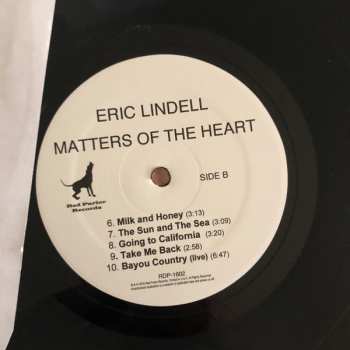 ERIC LINDELL
MATTERS OF THE HEART
SIDE B
Red Parlor
Records
6. Milk and Honey (3:13)
7. The Sun and The Sea (3:09)
8. Going to California (3:20)
9. Take Me Back (2:58)
10. Bayou Country (live) (6:47)
RDP-1602